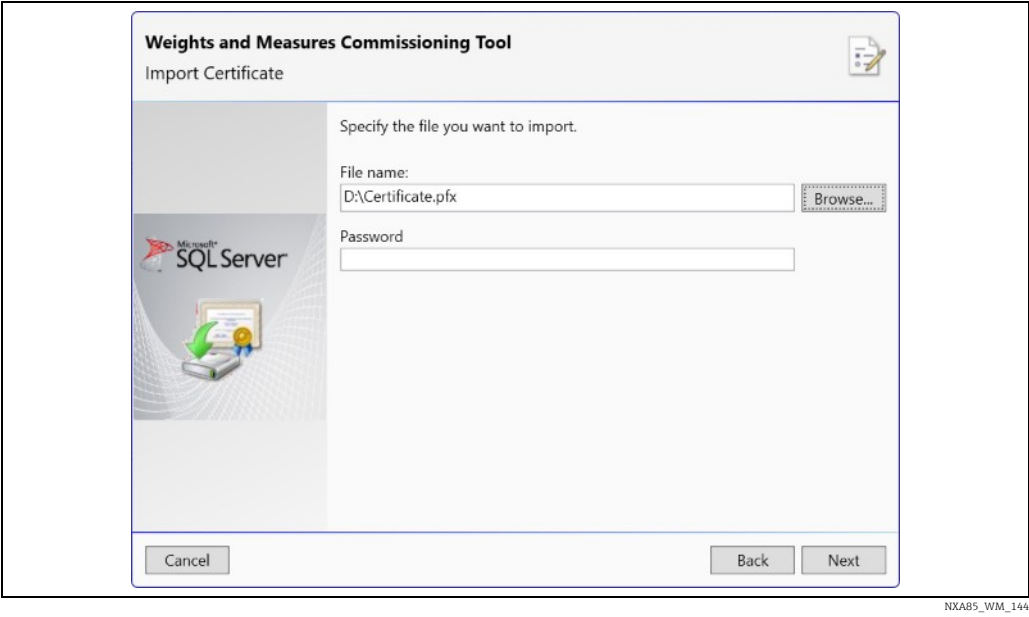 Weights and Measures Commissioning Tool
Import Certificate
Specify the file you want to import.
File name:
D:\Certificate.pfx
Browse...
Password
Microsoft®
SQL Server
Cancel
Back
Next
NXA85_WM_144